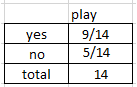 play
yes 9/14
no 5/14
total 14